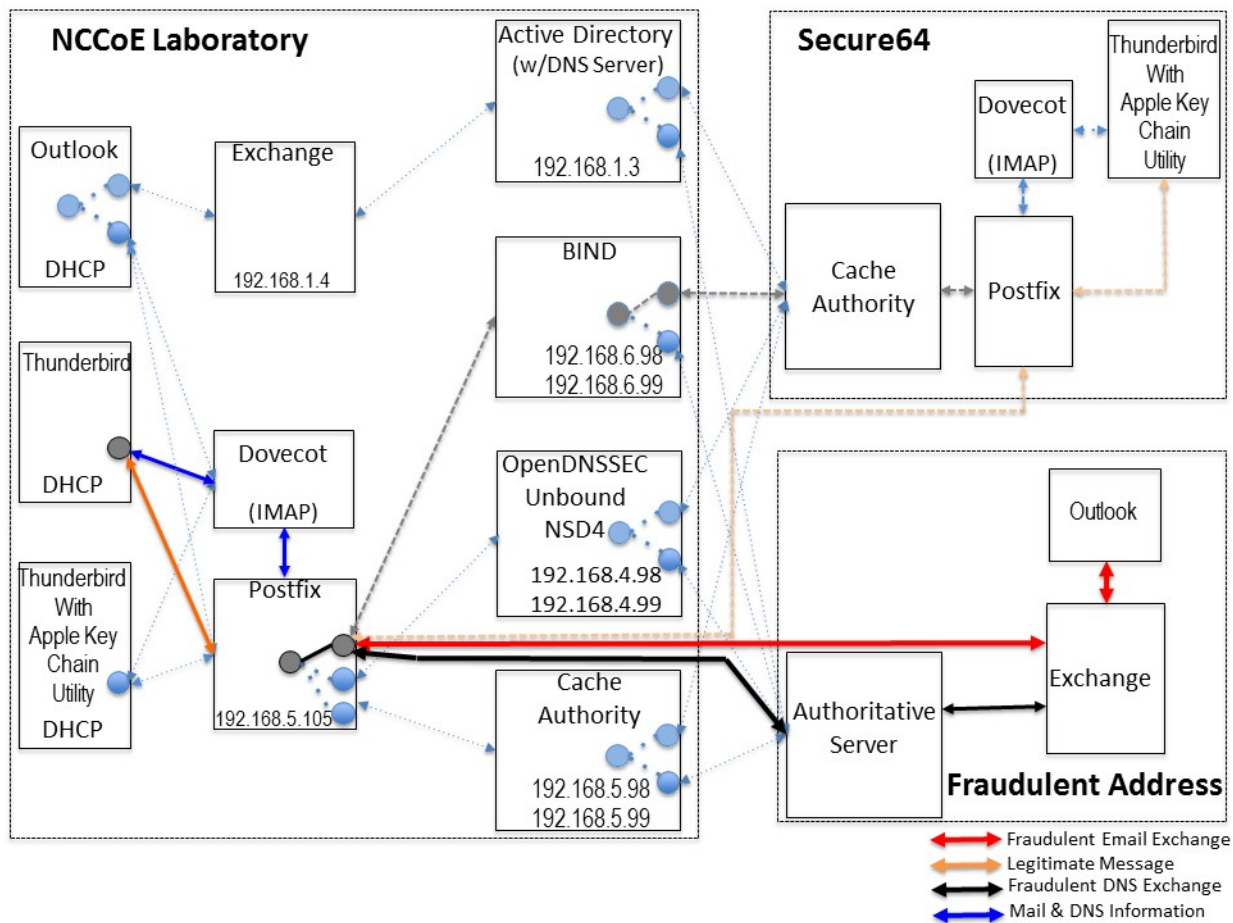 NCCoE Laboratory
Outlook
DHCP
Exchange
192.168.1.4
Active Directory
(w/DNS Server)
192.168.1.3
Thunderbird
DHCP
BIND
192.168.6.98
192.168.6.99
Dovecot
(IMAP)
Thunderbird
With
Apple Key
Chain
Utility
DHCP
Postfix
192.168.5.105
OpenDNSSEC
Unbound
NSD4
192.168.4.98
192.168.4.99
Cache
Authority
192.168.5.98
192.168.5.99
Secure64
Dovecot
(IMAP)
Thunderbird
With
Apple Key
Chain
Utility
Cache
Authority
Postfix
Outlook
Exchange
Authoritative
Server
Fraudulent Address
Fraudulent Email Exchange
Legitimate Message
Fraudulent DNS Exchange
Mail & DNS Information